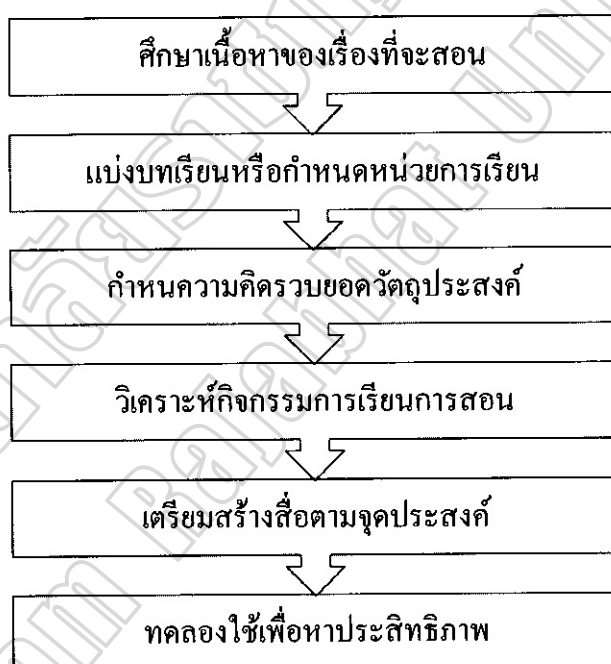 ศึกษาเนื้อหาของเรื่องที่จะสอน
แบ่งบทเรียนหรือกำหนดหน่วยการเรียน
กำหนความคิดรวบยอดวัตถุประสงค์
วิเคราะห์กิจกรรมการเรียนการสอน
เตรียมสร้างสื่อตามจุดประสงค์
ทดลองใช้เพื่อหาประสิทธิภาพ